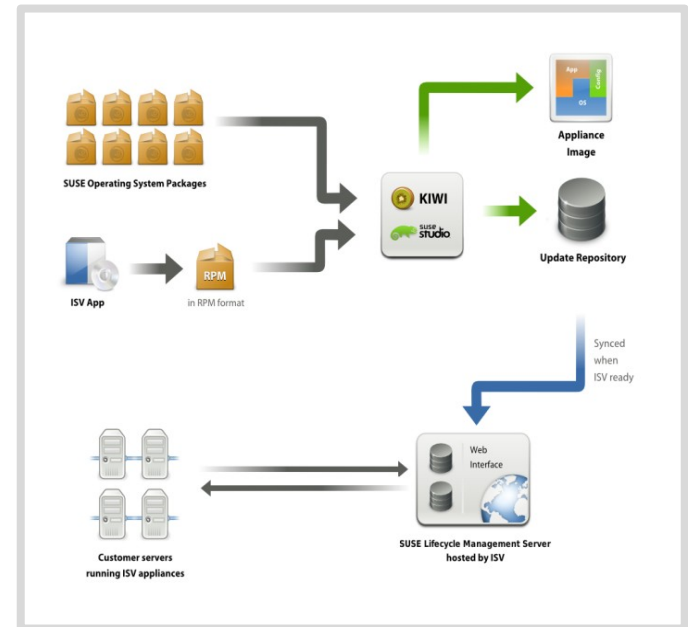 App
Config
OS
Appliance
Image
SUSE Operating System Packages
KIWI
suse
studio
Update Repository
RPM
ISV App
in RPM format
Synced
when
ISV ready
Web
Interface
SUSE Lifecycle Management Server
hosted by ISV
Customer servers
running ISV appliances